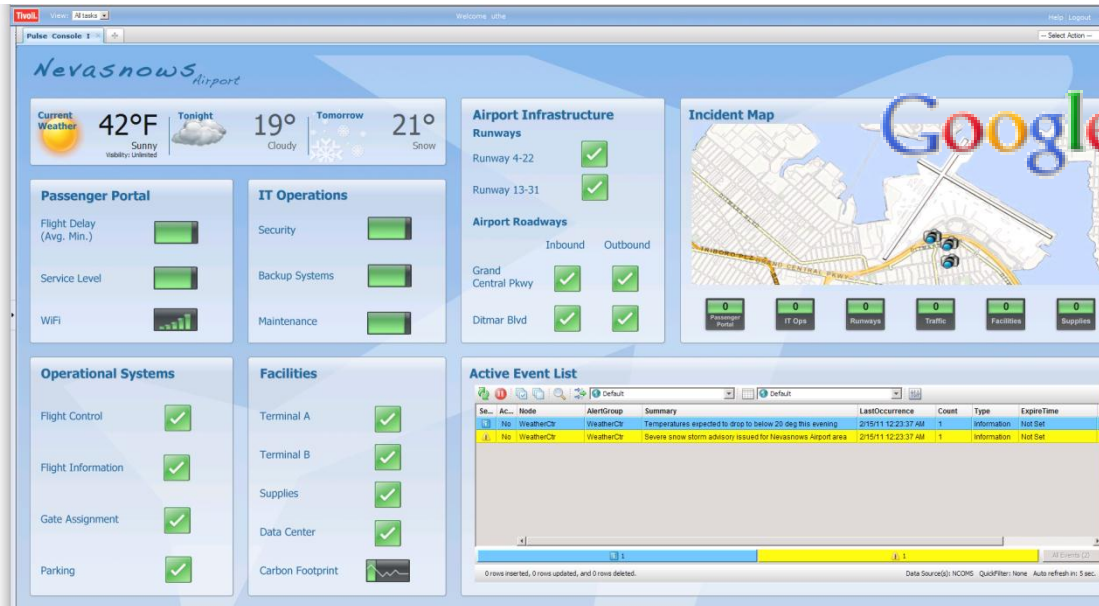 Tivoli. View: All tasks Welcome uthe Help Logout
Pulse Console I -- Select Action --
Nevasnows Airport
Current Weather 42°F Sunny Visibility: Unlimited
Tonight 19° Cloudy
Tomorrow 21° Snow
Passenger Portal
Flight Delay
(Avg. Min.)
Service Level
WiFi
IT Operations
Security
Backup Systems
Maintenance
Airport Infrastructure
Runways
Runway 4-22
Runway 13-31
Airport Roadways
Inbound Outbound
Grand
Central Pkwy
Ditmar Blvd
Incident Map
Google
GRAND CENTRAL PKWY
0 0 0 0 0 0
Passenger Portal IT Ops Runways Traffic Facilities Supplies
Operational Systems
Flight Control
Flight Information
Gate Assignment
Parking
Facilities
Terminal A
Terminal B
Supplies
Data Center
Carbon Footprint
Active Event List
Default Default
Se... Ac... Node AlertGroup Summary LastOccurrence Count Type ExpireTime
No WeatherCtr WeatherCtr Temperatures expected to drop to below 20 deg this evening 2/15/11 12:23:37 AM 1 Information Not Set
No WeatherCtr WeatherCtr Severe snow storm advisory issued for Nevasnows Airport area 2/15/11 12:23:37 AM 1 Information Not Set
1 1 All Events (2)
0 rows inserted, 0 rows updated, and 0 rows deleted. Data Source(s): NCOMS QuickFilter: None Auto refresh in: 5 sec.